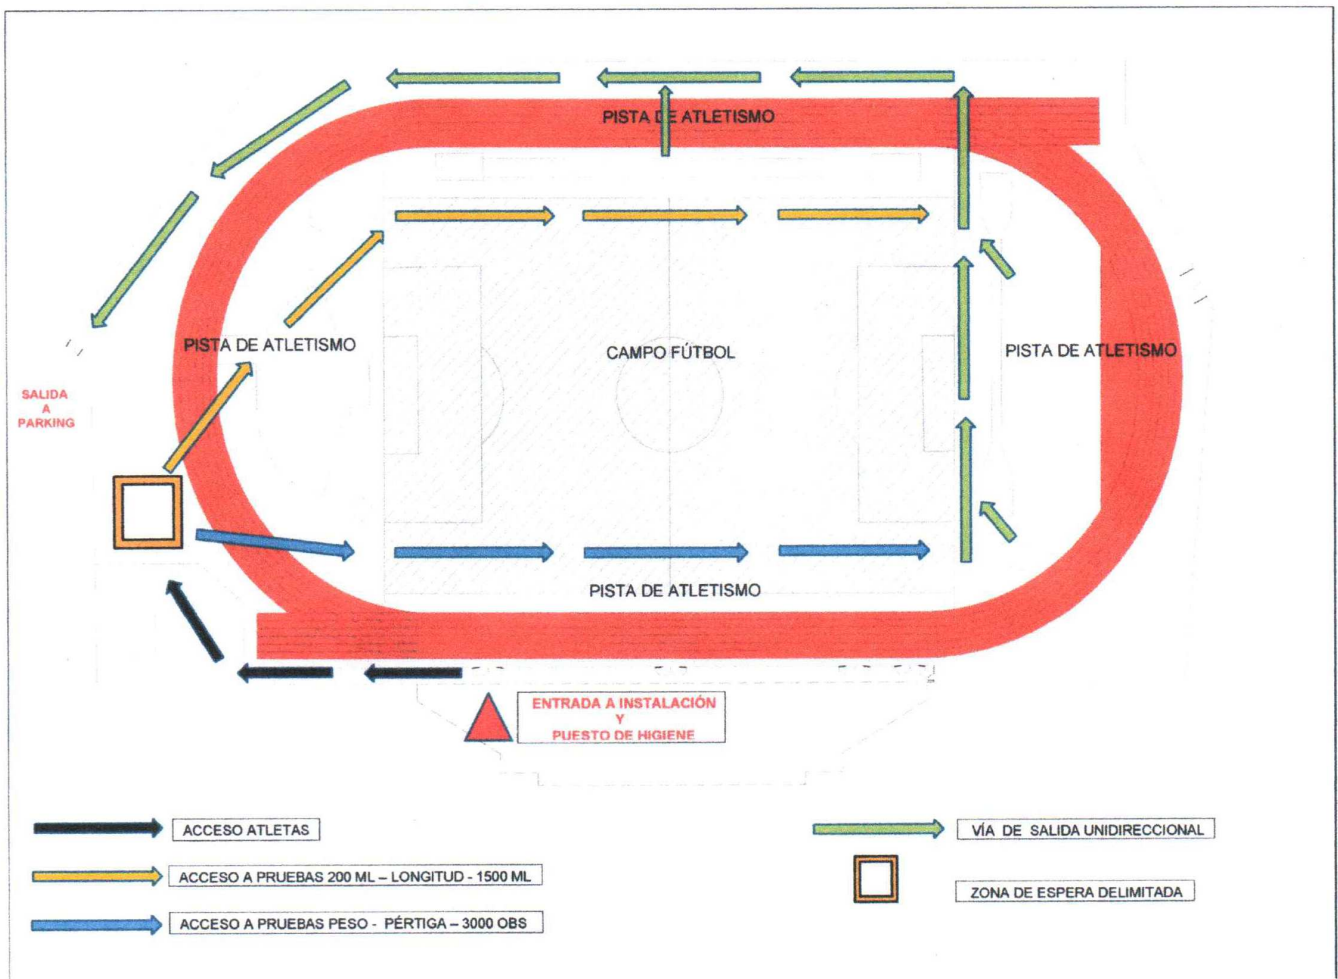 PISTA DE ATLETISMO
PISTA DE ATLETISMO
CAMPO FÚTBOL
PISTA DE ATLETISMO
SALIDA
A
PARKING
PISTA DE ATLETISMO
ENTRADA A INSTALACIÓN
Y
PUESTO DE HIGIENE
ACCESO ATLETAS
VÍA DE SALIDA UNIDIRECCIONAL
ACCESO A PRUEBAS 200 ML – LONGITUD - 1500 ML
ZONA DE ESPERA DELIMITADA
ACCESO A PRUEBAS PESO - PÉRTIGA – 3000 OBS